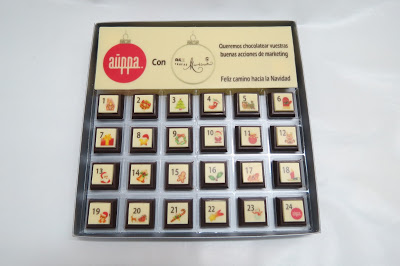 Queremos chocolatear vuestras
buenas acciones de marketing
aüppa Con
Feliz camino hacia la Navidad
1 2 3 4 5 6
7 8 9 10 11 12
13 14 15 16 17 18
19 20 21 22 23 24